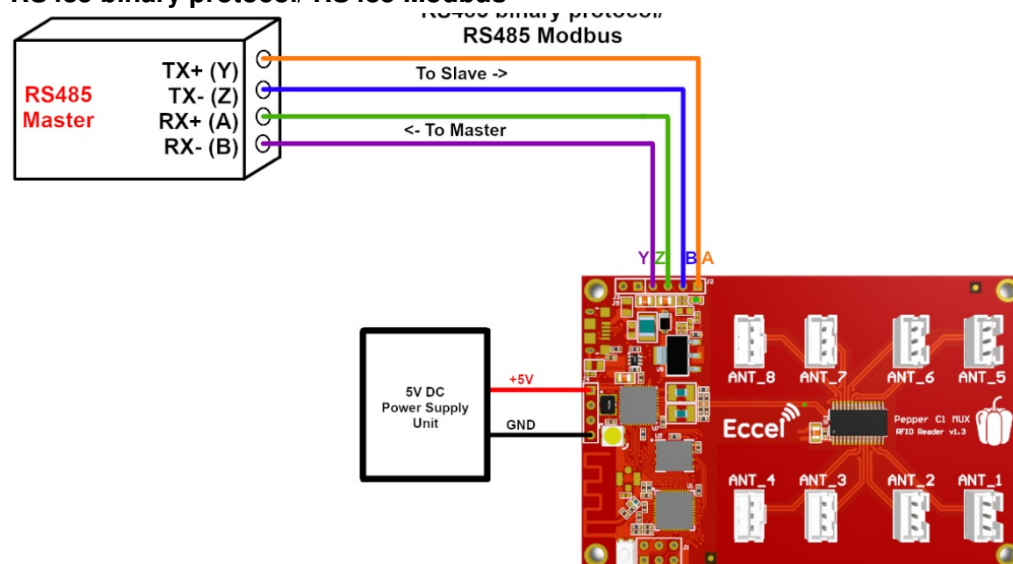 RS485 binary protocol/ RS485 Modbus
RS485 binary protocol/
RS485 Modbus
RS485
Master
TX+ (Y)
TX- (Z)
RX+ (A)
RX- (B)
To Slave ->
<- To Master
Y Z B A
J2
ANT_8 ANT_7 ANT_6 ANT_5
5V DC
Power Supply
Unit
+5V
GND
Eccel
Pepper C1 MUX
RFID Reader v1.3
ANT_4 ANT_3 ANT_2 ANT_1